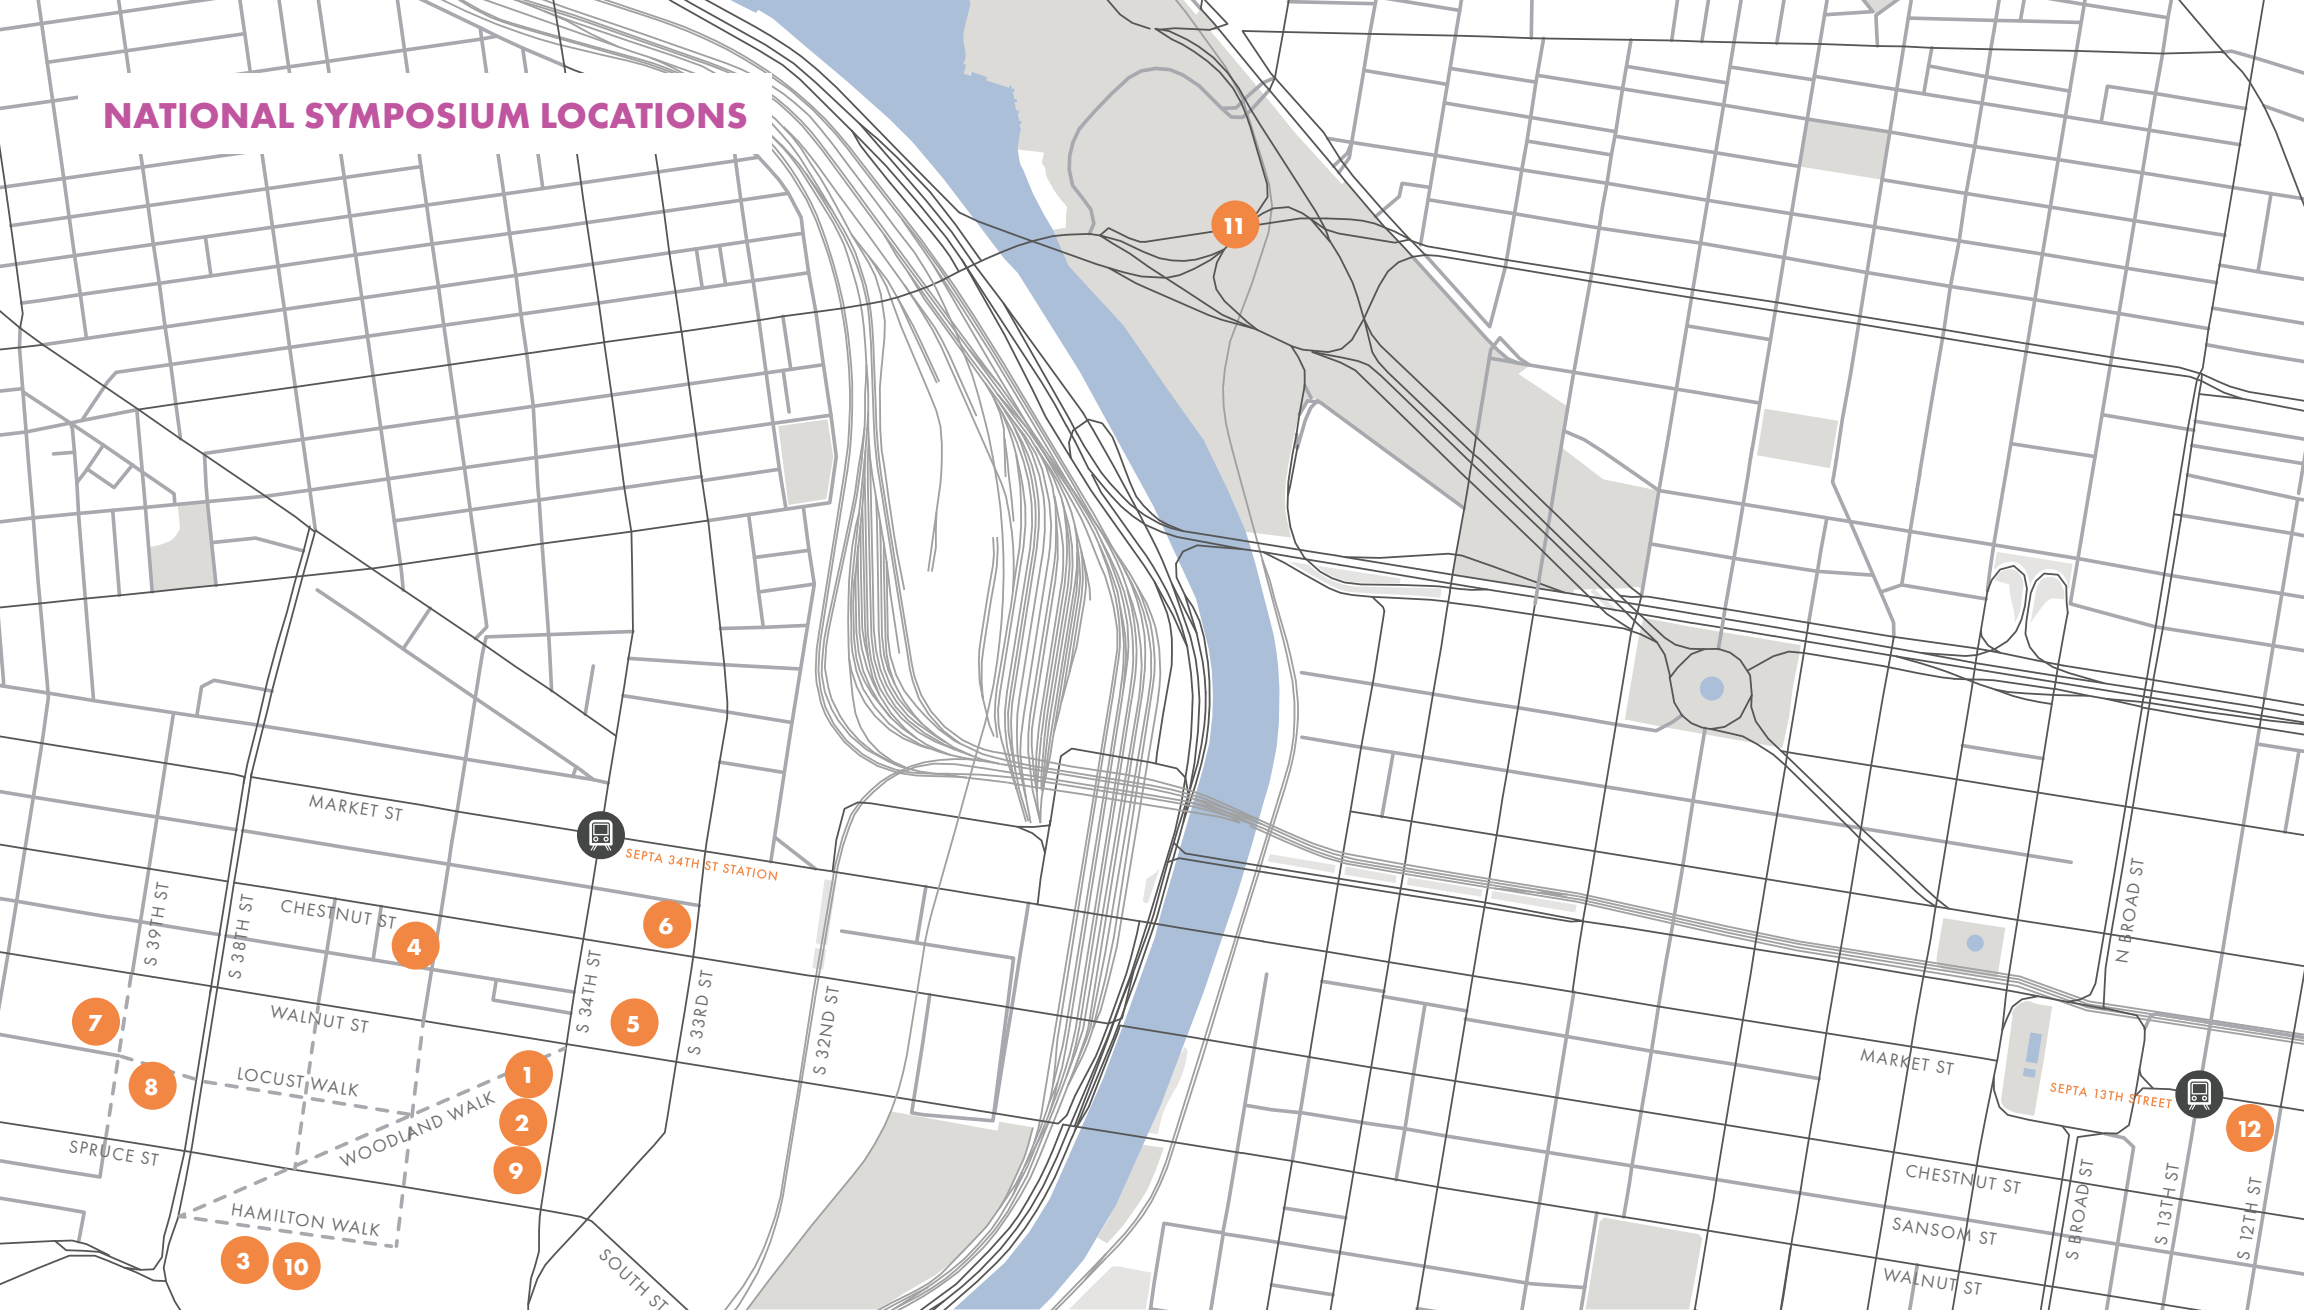 NATIONAL SYMPOSIUM LOCATIONS
11
MARKET ST
SEPTA 34TH ST STATION
S 39TH ST
S 38TH ST
CHESTNUT ST
4
6
N BROAD ST
S 34TH ST
S 33RD ST
S 32ND ST
7
WALNUT ST
5
8
LOCUST WALK
1
WOODLAND WALK
2
SPRUCE ST
9
HAMILTON WALK
3
10
SOUTH ST
MARKET ST
SEPTA 13TH STREET
12
CHESTNUT ST
SANSOM ST
WALNUT ST
S BROAD ST
S 13TH ST
S 12TH ST